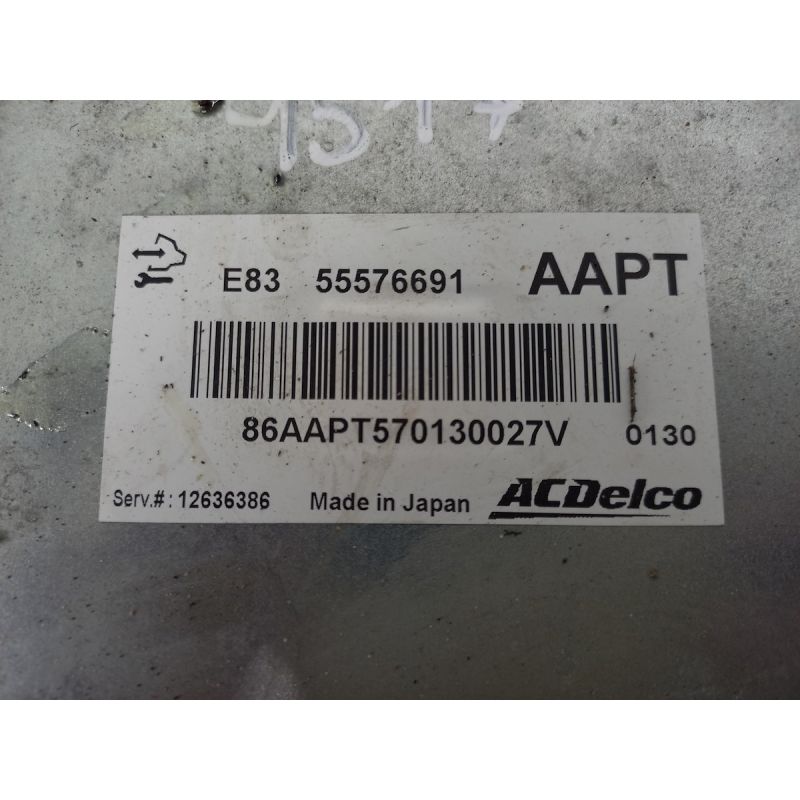 E83 55576691 AAPT
86AAPT570130027V 0130
Serv.#: 12636386 Made in Japan ACDelco